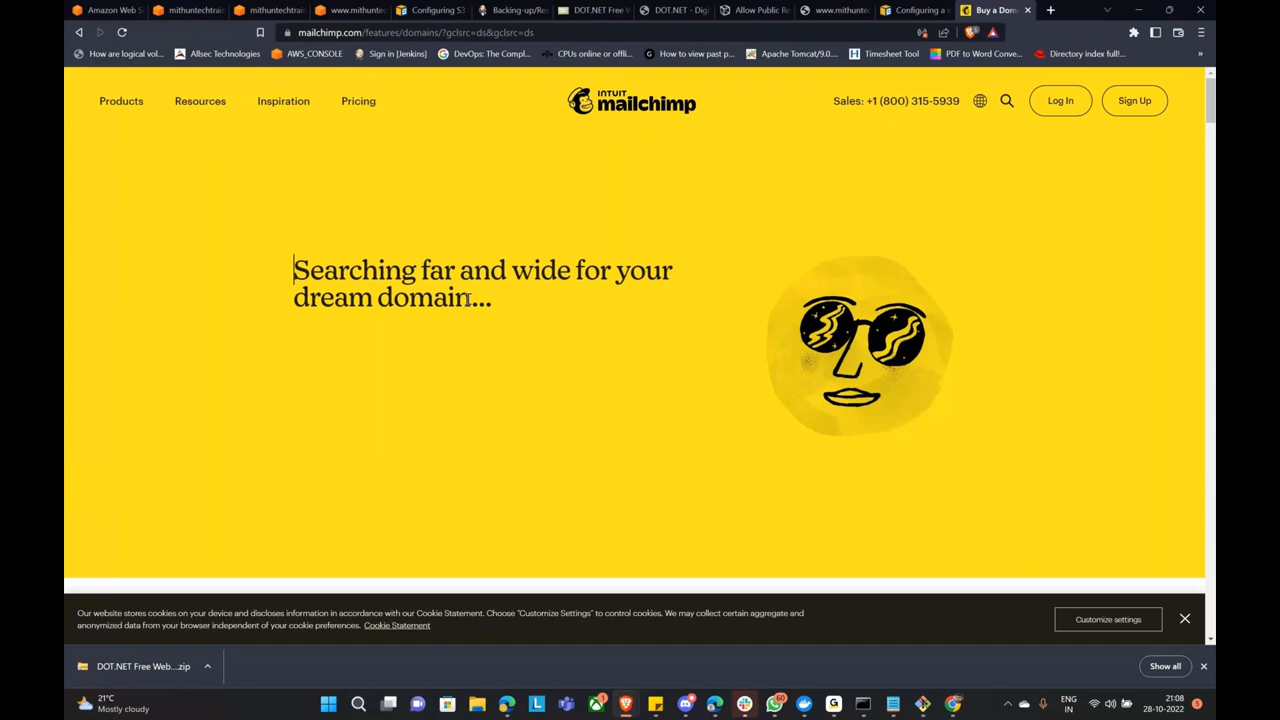 Amazon Web S
mithuntechtrai
mithuntechtrai
www.mithuntec
Configuring S3
Backing-up/Res
DOT.NET Free W
DOT.NET - Digi
Allow Public Re
www.mithuntec
Configuring a s
Buy a Dom
mailchimp.com/features/domains/?gclsrc=ds&gclsrc=ds
How are logical vol...
Allsec Technologies
AWS_CONSOLE
Sign in [Jenkins]
DevOps: The Compl...
CPUs online or offli...
How to view past p...
Apache Tomcat/9.0....
Timesheet Tool
PDF to Word Conve...
Directory index full!...
Products
Resources
Inspiration
Pricing
INTUIT
mailchimp
Sales: +1 (800) 315-5939
Log In
Sign Up
Searching far and wide for your
dream domain...
Our website stores cookies on your device and discloses information in accordance with our Cookie Statement. Choose "Customize Settings" to control cookies. We may collect certain aggregate and
anonymized data from your browser independent of your cookie preferences. Cookie Statement
Customize settings
DOT.NET Free Web....zip
Show all
21°C
Mostly cloudy
60
ENG
IN
21:08
28-10-2022